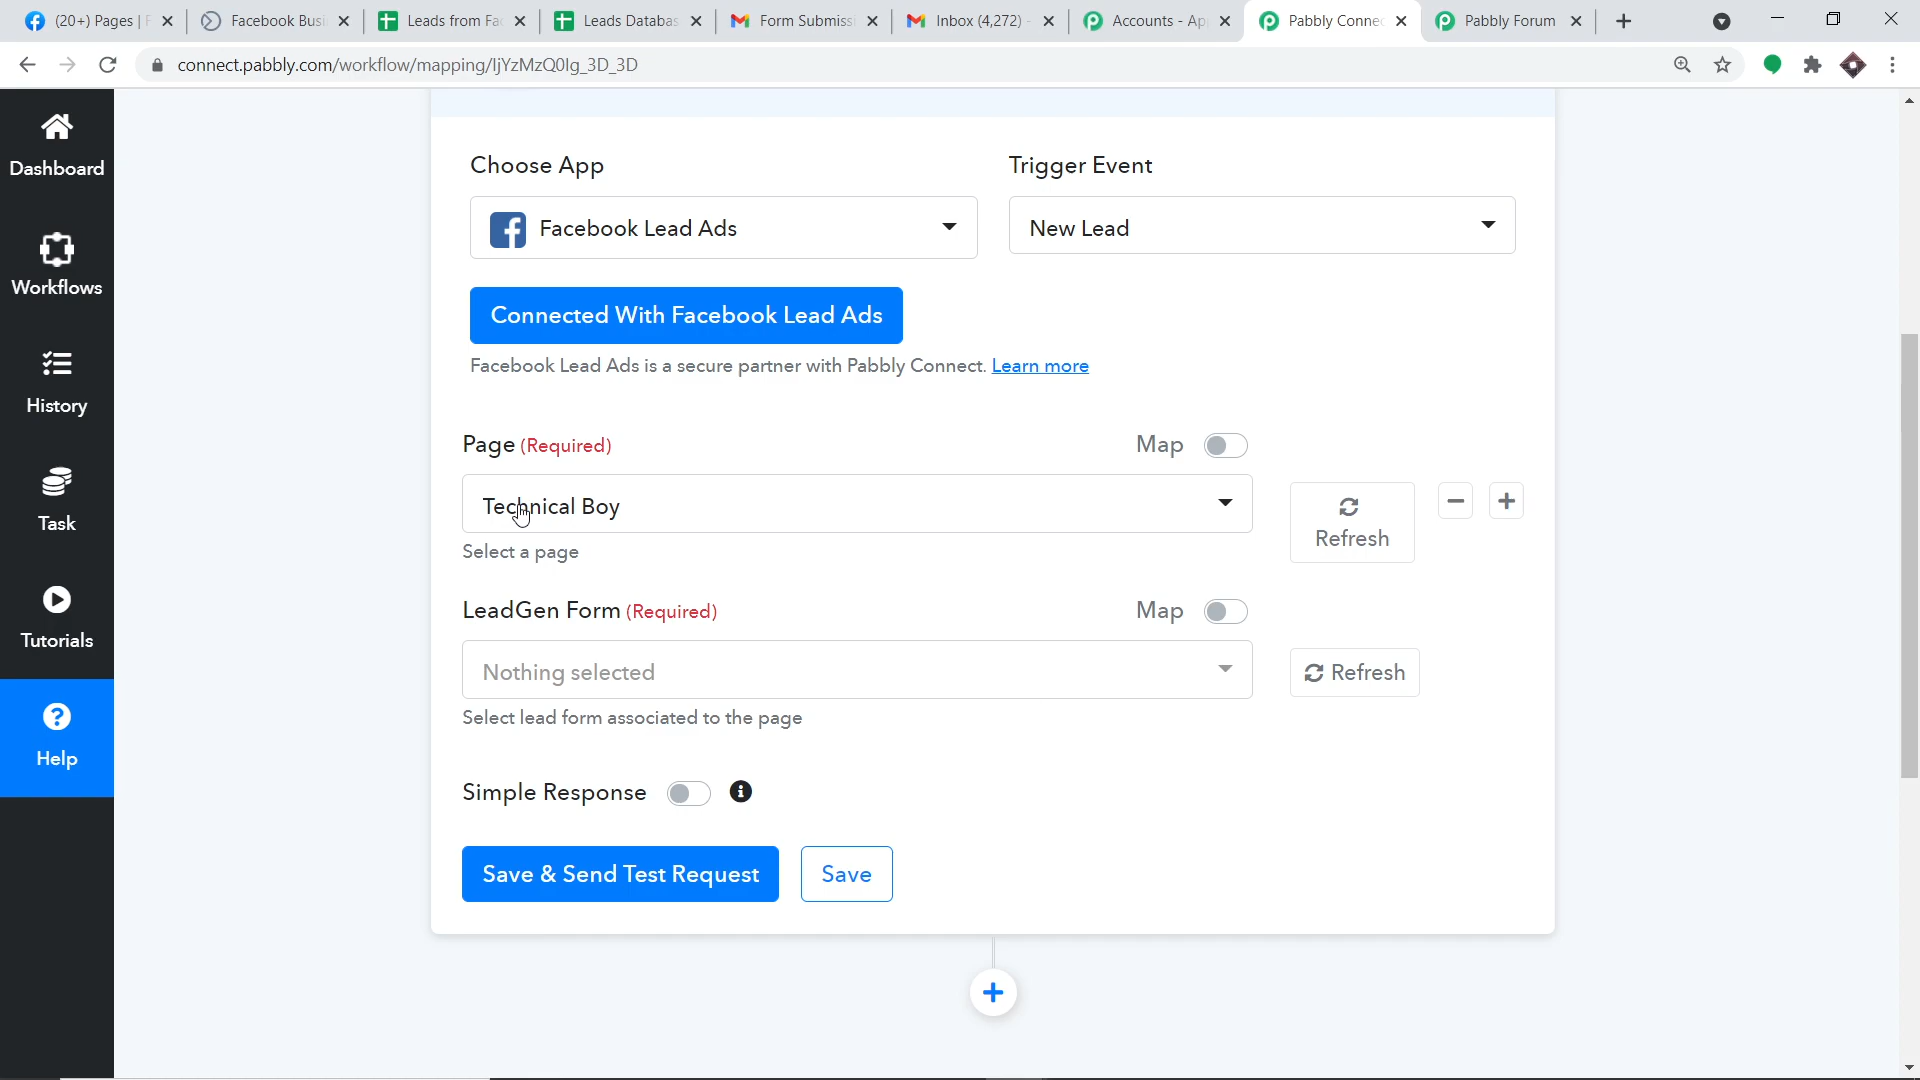 (20+) Pages | F
Facebook Busi
Leads from Fac
Leads Databas
Form Submissi
Inbox (4,272) -
Accounts - Ap
Pabbly Connec
Pabbly Forum
connect.pabbly.com/workflow/mapping/IjYzMzQ0Ig_3D_3D
Dashboard
Workflows
History
Task
Tutorials
Help
Choose App
Trigger Event
Facebook Lead Ads
New Lead
Connected With Facebook Lead Ads
Facebook Lead Ads is a secure partner with Pabbly Connect. Learn more
Page (Required)
Map
Technical Boy
Refresh
Select a page
LeadGen Form (Required)
Map
Nothing selected
Refresh
Select lead form associated to the page
Simple Response
Save & Send Test Request
Save